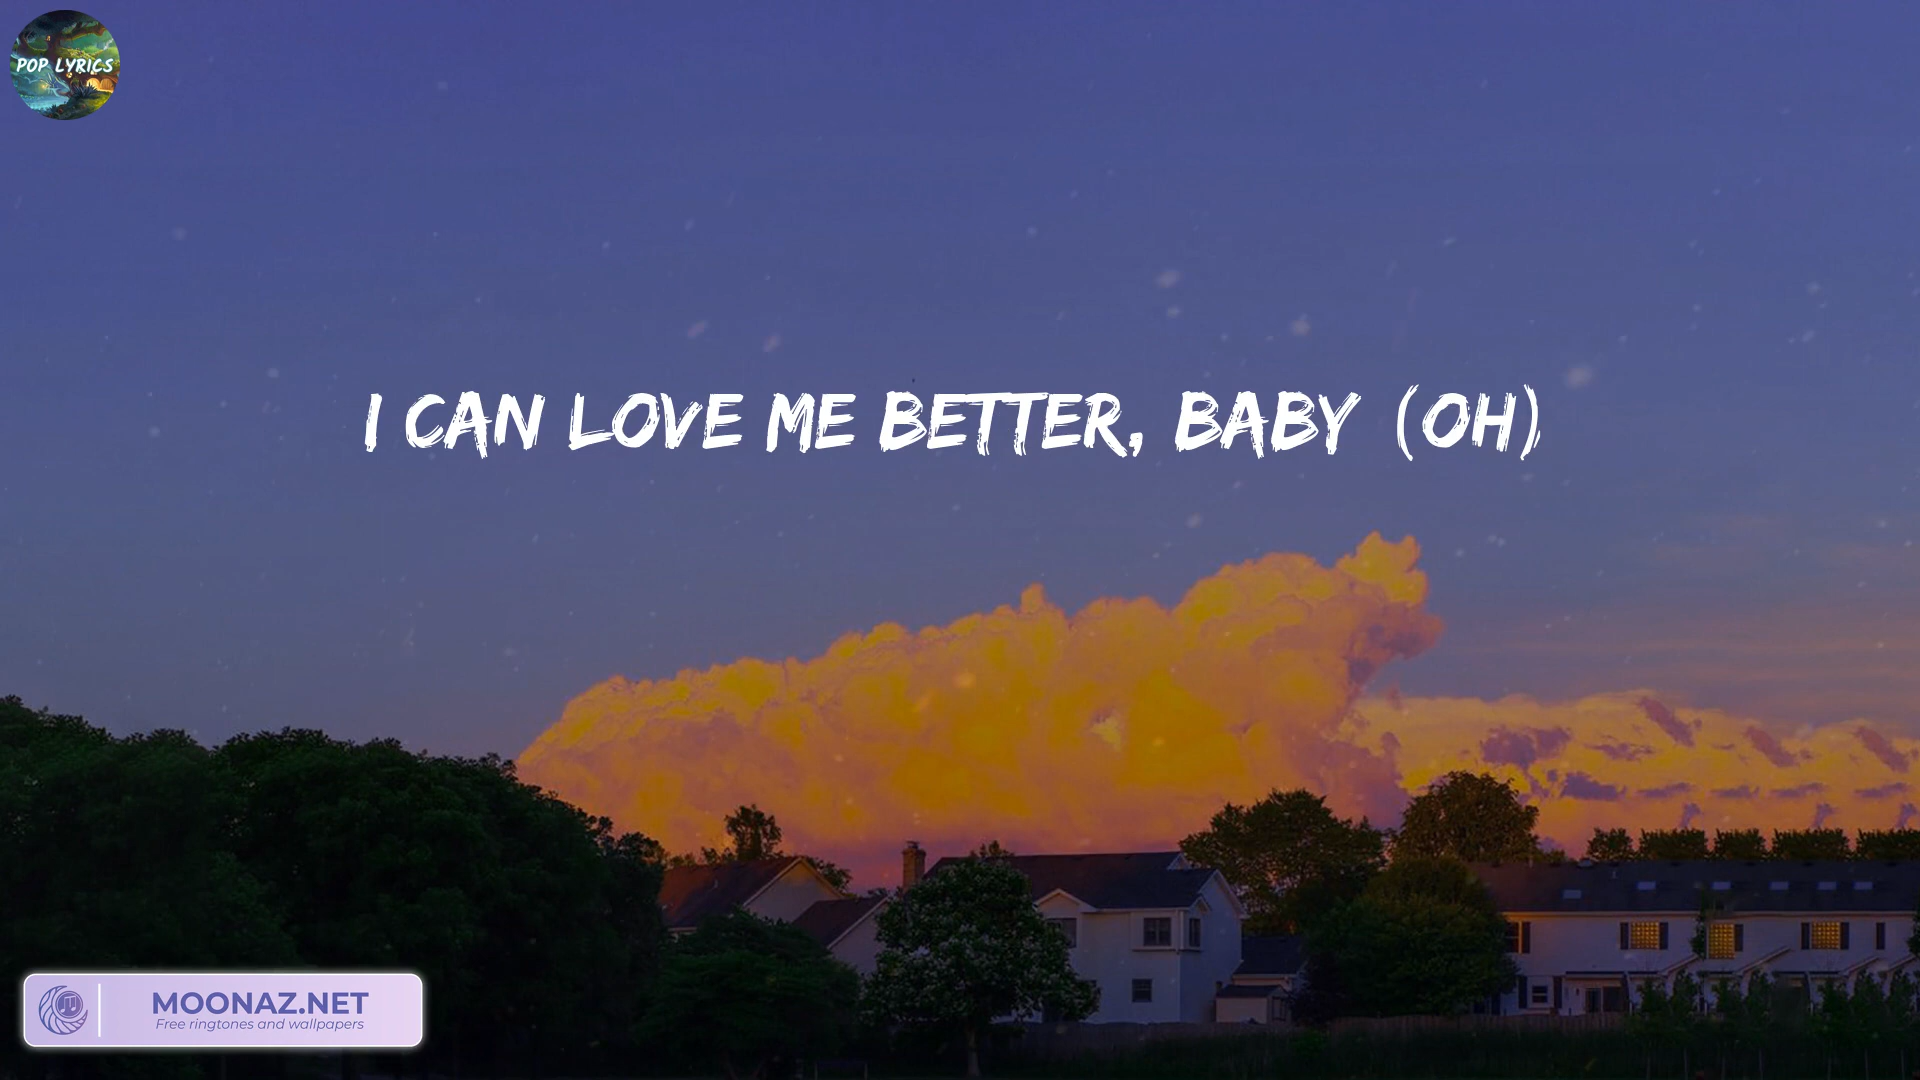 POP LYRICS
I CAN LOVE ME BETTER, BABY (OH)
MOONAZ.NET
Free ringtones and wallpapers